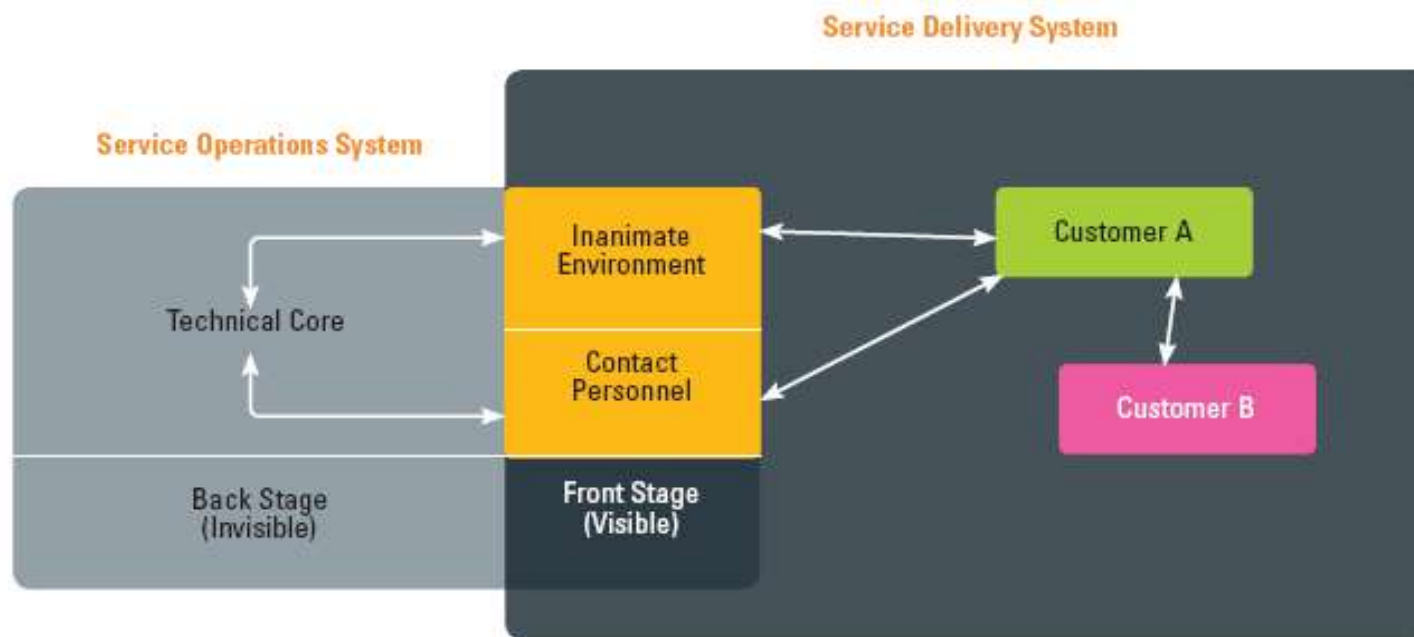 Service Delivery System
Service Operations System
Inanimate
Environment
Customer A
Technical Core
Contact
Personnel
Customer B
Back Stage
(Invisible)
Front Stage
(Visible)